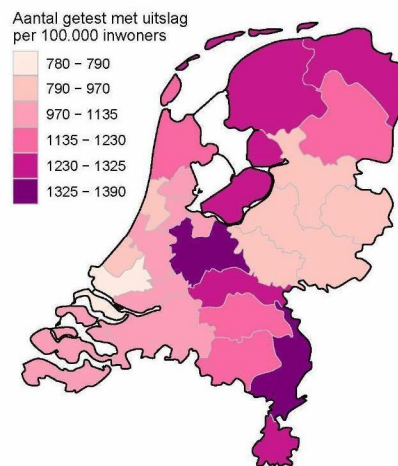 Aantal getest met uitslag
per 100.000 inwoners
780 – 790
790 – 970
970 – 1135
1135 – 1230
1230 – 1325
1325 – 1390